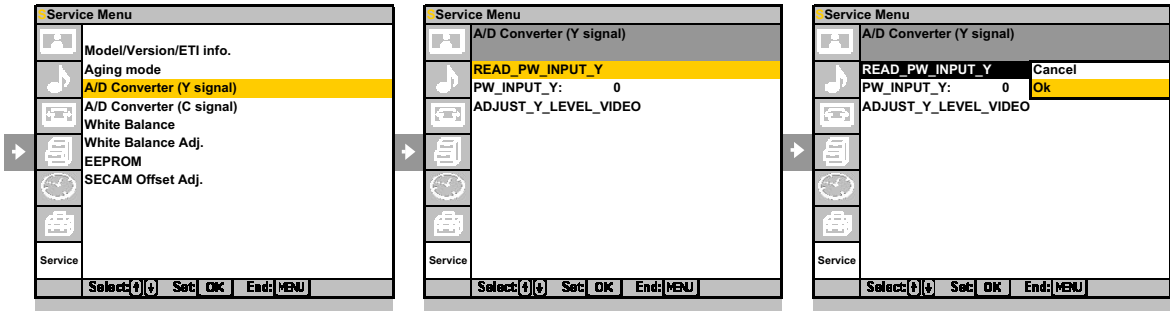 Service Menu
Model/Version/ETI info.
Aging mode
A/D Converter (Y signal)
A/D Converter (C signal)
White Balance
White Balance Adj.
EEPROM
SECAM Offset Adj.
Service
Select: Set: OK End: MENU
Service Menu
A/D Converter (Y signal)
READ_PW_INPUT_Y
PW_INPUT_Y: 0
ADJUST_Y_LEVEL_VIDEO
Service
Select: Set: OK End: MENU
Service Menu
A/D Converter (Y signal)
READ_PW_INPUT_Y Cancel
PW_INPUT_Y: 0 Ok
ADJUST_Y_LEVEL_VIDEO
Service
Select: Set: OK End: MENU